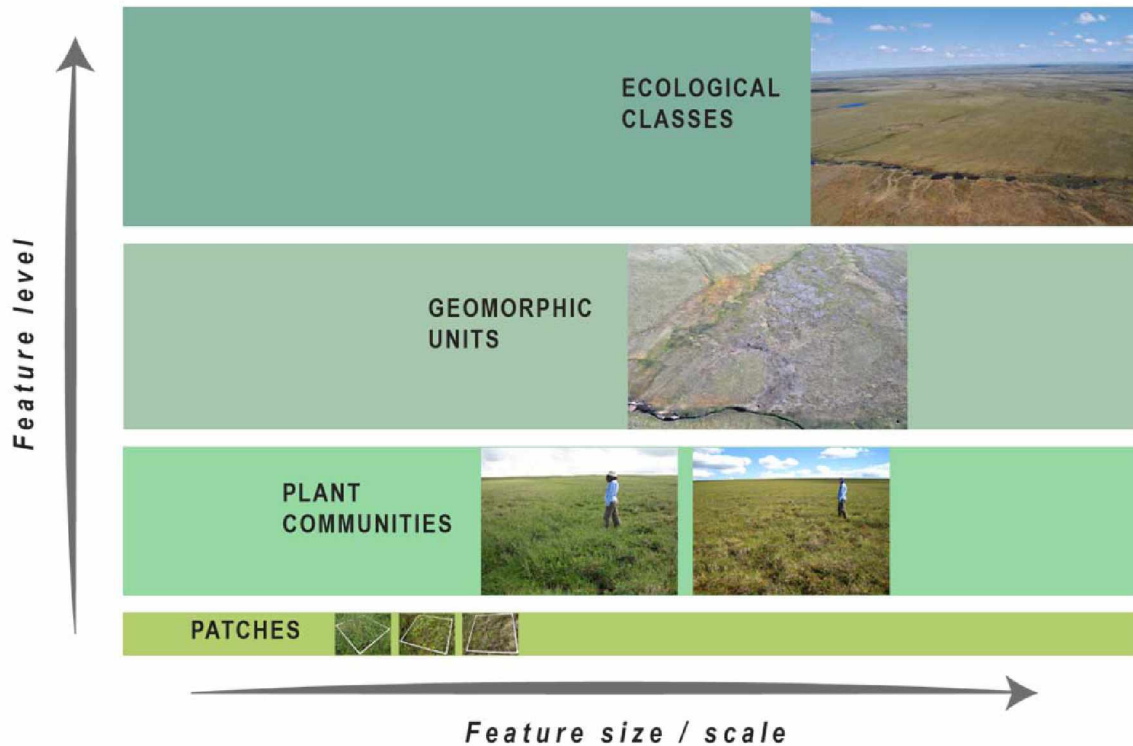 ECOLOGICAL
CLASSES
GEOMORPHIC
UNITS
PLANT
COMMUNITIES
PATCHES
Feature level
Feature size / scale